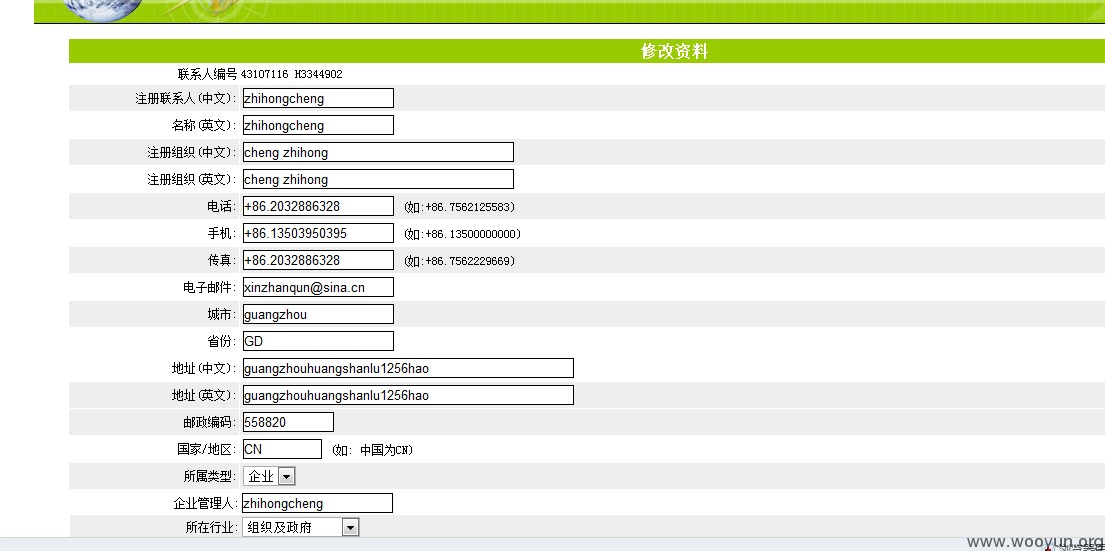 修改资料
联系人编号 43107116 H3344902
注册联系人(中文): zhihongcheng
名称(英文): zhihongcheng
注册组织(中文): cheng zhihong
注册组织(英文): cheng zhihong
电话: +86.2032886328 (如:+86.7562125583)
手机: +86.13503950395 (如:+86.13500000000)
传真: +86.2032886328 (如:+86.7562229669)
电子邮件: xinzhanqun@sina.cn
城市: guangzhou
省份: GD
地址(中文): guangzhouhuangshanlu1256hao
地址(英文): guangzhouhuangshanlu1256hao
邮政编码: 558820
国家/地区: CN (如: 中国为CN)
所属类型: 企业
企业管理人: zhihongcheng
所在行业: 组织及政府
www.wooyun.org